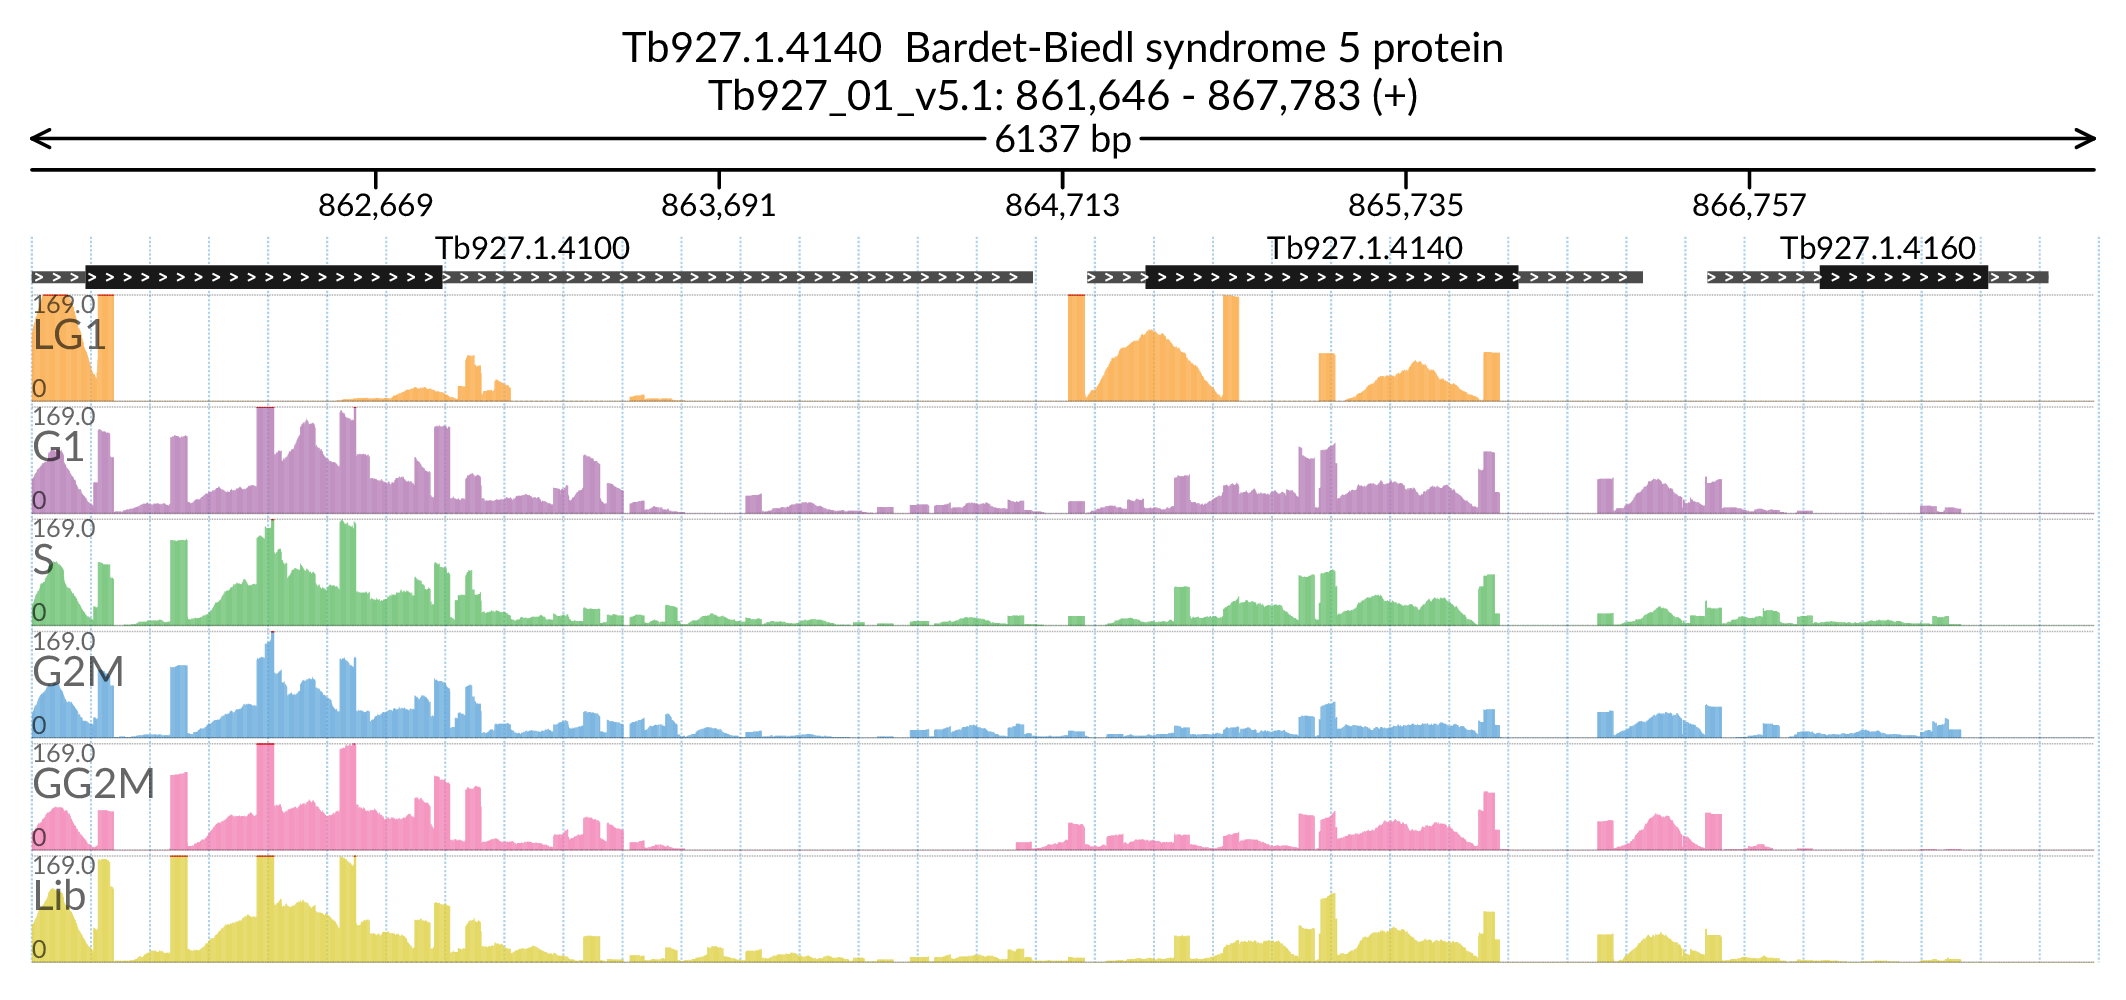 Tb927.1.4140  Bardet-Biedl syndrome 5 protein
Tb927_01_v5.1: 861,646 - 867,783 (+)
6137 bp
862,669 863,691 864,713 865,735 866,757
Tb927.1.4100 Tb927.1.4140 Tb927.1.4160
169.0
LG1
0
169.0
G1
0
169.0
S
0
169.0
G2M
0
169.0
GG2M
0
169.0
Lib
0